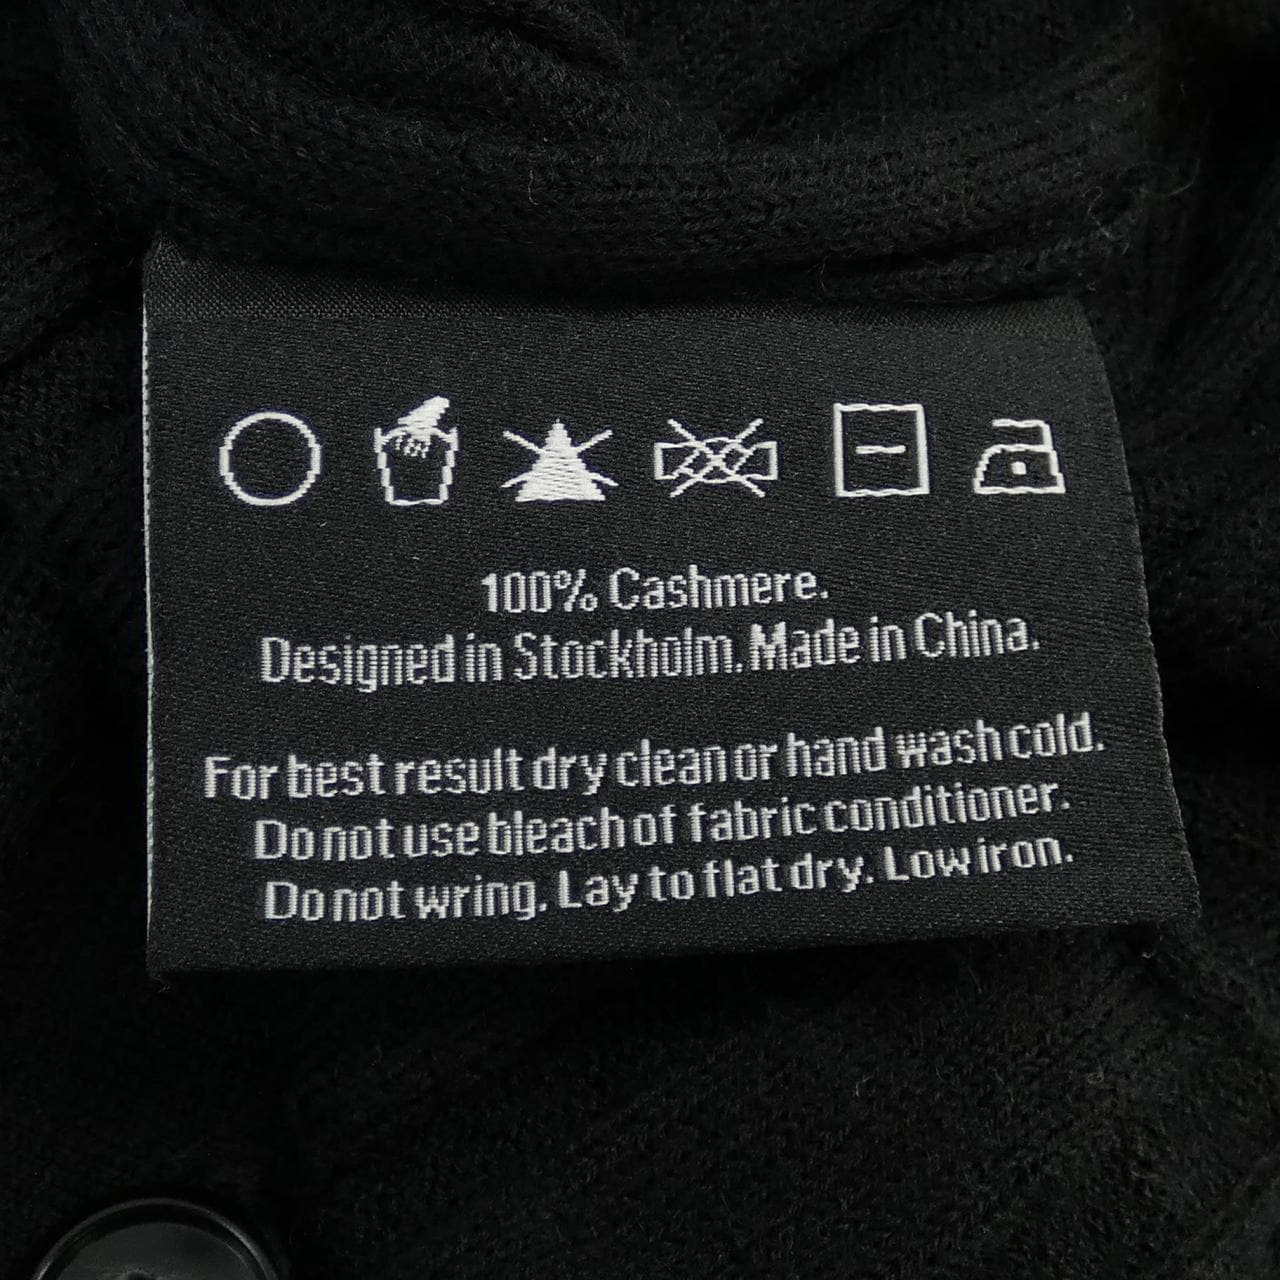 100% Cashmere.
Designed in Stockholm. Made in China.
For best result dry clean or hand wash cold.
Do not use bleach of fabric conditioner.
Do not wring. Lay to flat dry. Low iron.